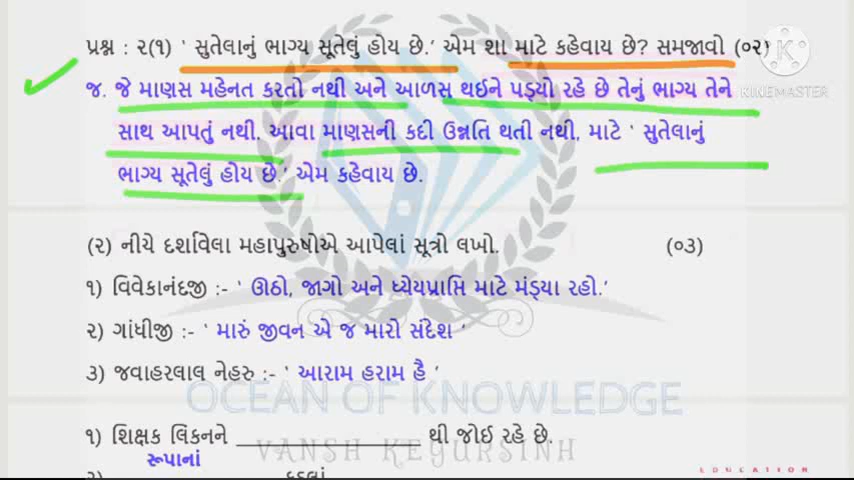 પ્રશ્ન : ૨(૧) ' સુતેલાનું ભાગ્ય સૂતેલું હોય છે.' એમ શા માટે કહેવાય છે? સમજાવો (૦૨)
KINEMASTER
જ. જે માણસ મહેનત કરતો નથી અને આળસ થઈને પડ્યો રહે છે તેનું ભાગ્ય તેને
સાથ આપતું નથી. આવા માણસની કદી ઉન્નતિ થતી નથી, માટે ' સુતેલાનું
ભાગ્ય સૂતેલું હોય છે.' એમ કહેવાય છે.
(૨) નીચે દર્શાવેલા મહાપુરુષોએ આપેલાં સૂત્રો લખો. (૦૩)
૧) વિવેકાનંદજી :- ' ઊઠો, જાગો અને ધ્યેયપ્રાપ્તિ માટે મંડ્યા રહો.'
૨) ગાંધીજી :- ' મારું જીવન એ જ મારો સંદેશ '
૩) જવાહરલાલ નેહરુ :- ' આરામ હરામ હૈ '
OCEAN OF KNOWLEDGE
૧) શિક્ષક લિંકનને ________________ થી જોઈ રહે છે.
VANSH KEYURSINH
રૂપાનાં
EDUCATION